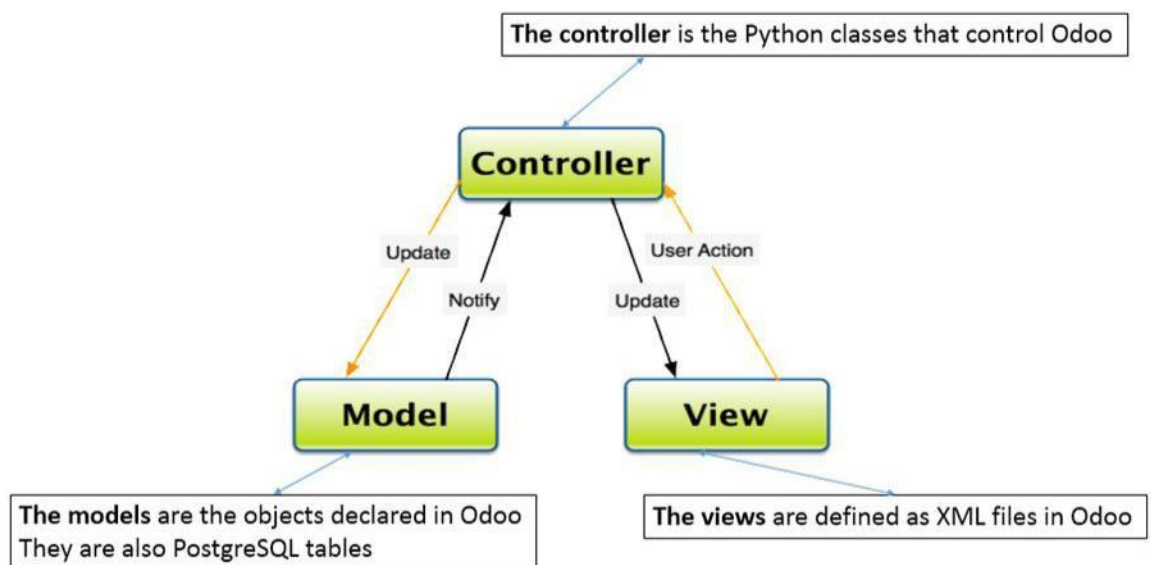 The controller is the Python classes that control Odoo
Controller
Update
User Action
Notify
Update
Model
View
The models are the objects declared in Odoo
They are also PostgreSQL tables
The views are defined as XML files in Odoo